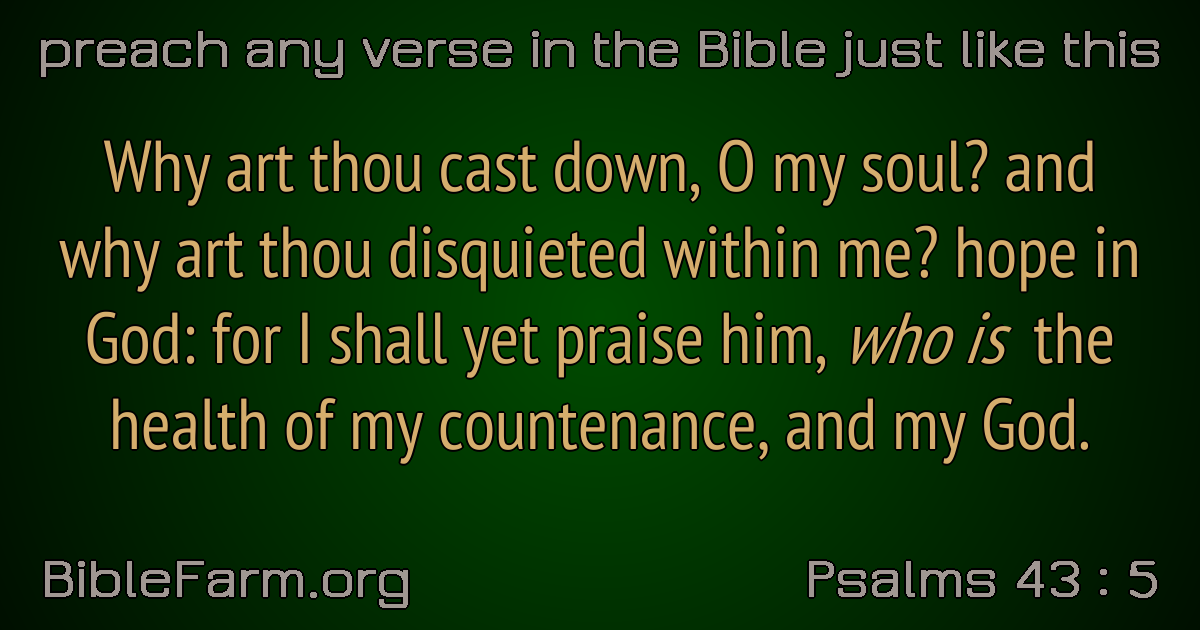 preach any verse in the Bible just like this
Why art thou cast down, O my soul? and
why art thou disquieted within me? hope in
God: for I shall yet praise him, who is the
health of my countenance, and my God.
BibleFarm.org
Psalms 43 : 5